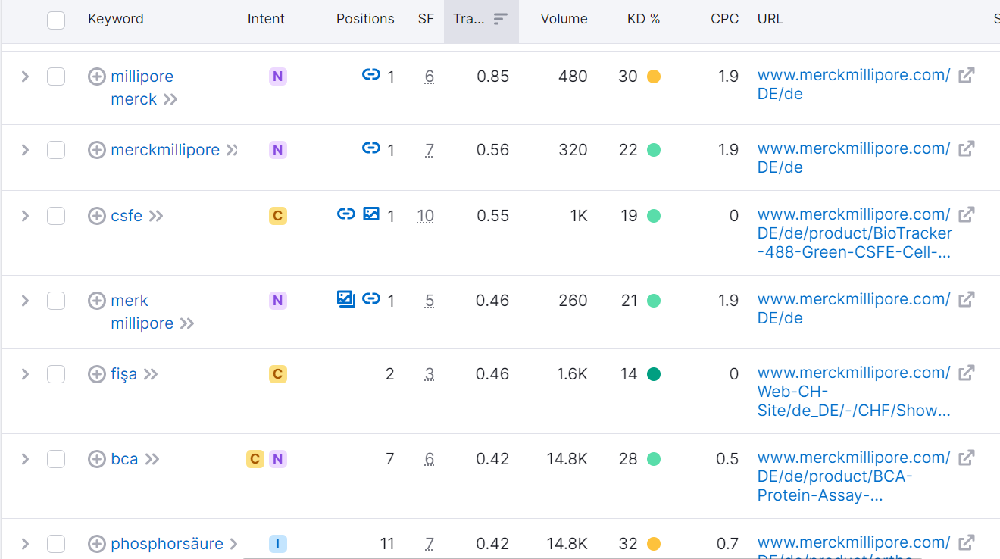 Keyword Intent Positions SF Tra... Volume KD % CPC URL S
millipore N 1 6 0.85 480 30 1.9 www.merckmillipore.com/
merck DE/de
merckmillipore N 1 7 0.56 320 22 1.9 www.merckmillipore.com/
DE/de
csfe C 1 10 0.55 1K 19 0 www.merckmillipore.com/
DE/de/product/BioTracker
-488-Green-CSFE-Cell-...
merk N 1 5 0.46 260 21 1.9 www.merckmillipore.com/
millipore DE/de
fişa C 2 3 0.46 1.6K 14 0 www.merckmillipore.com/
Web-CH-
Site/de_DE/-/CHF/Show...
bca C N 7 6 0.42 14.8K 28 0.5 www.merckmillipore.com/
DE/de/product/BCA-
Protein-Assay-...
phosphorsäure I 11 7 0.42 14.8K 32 0.7 www.merckmillipore.com/